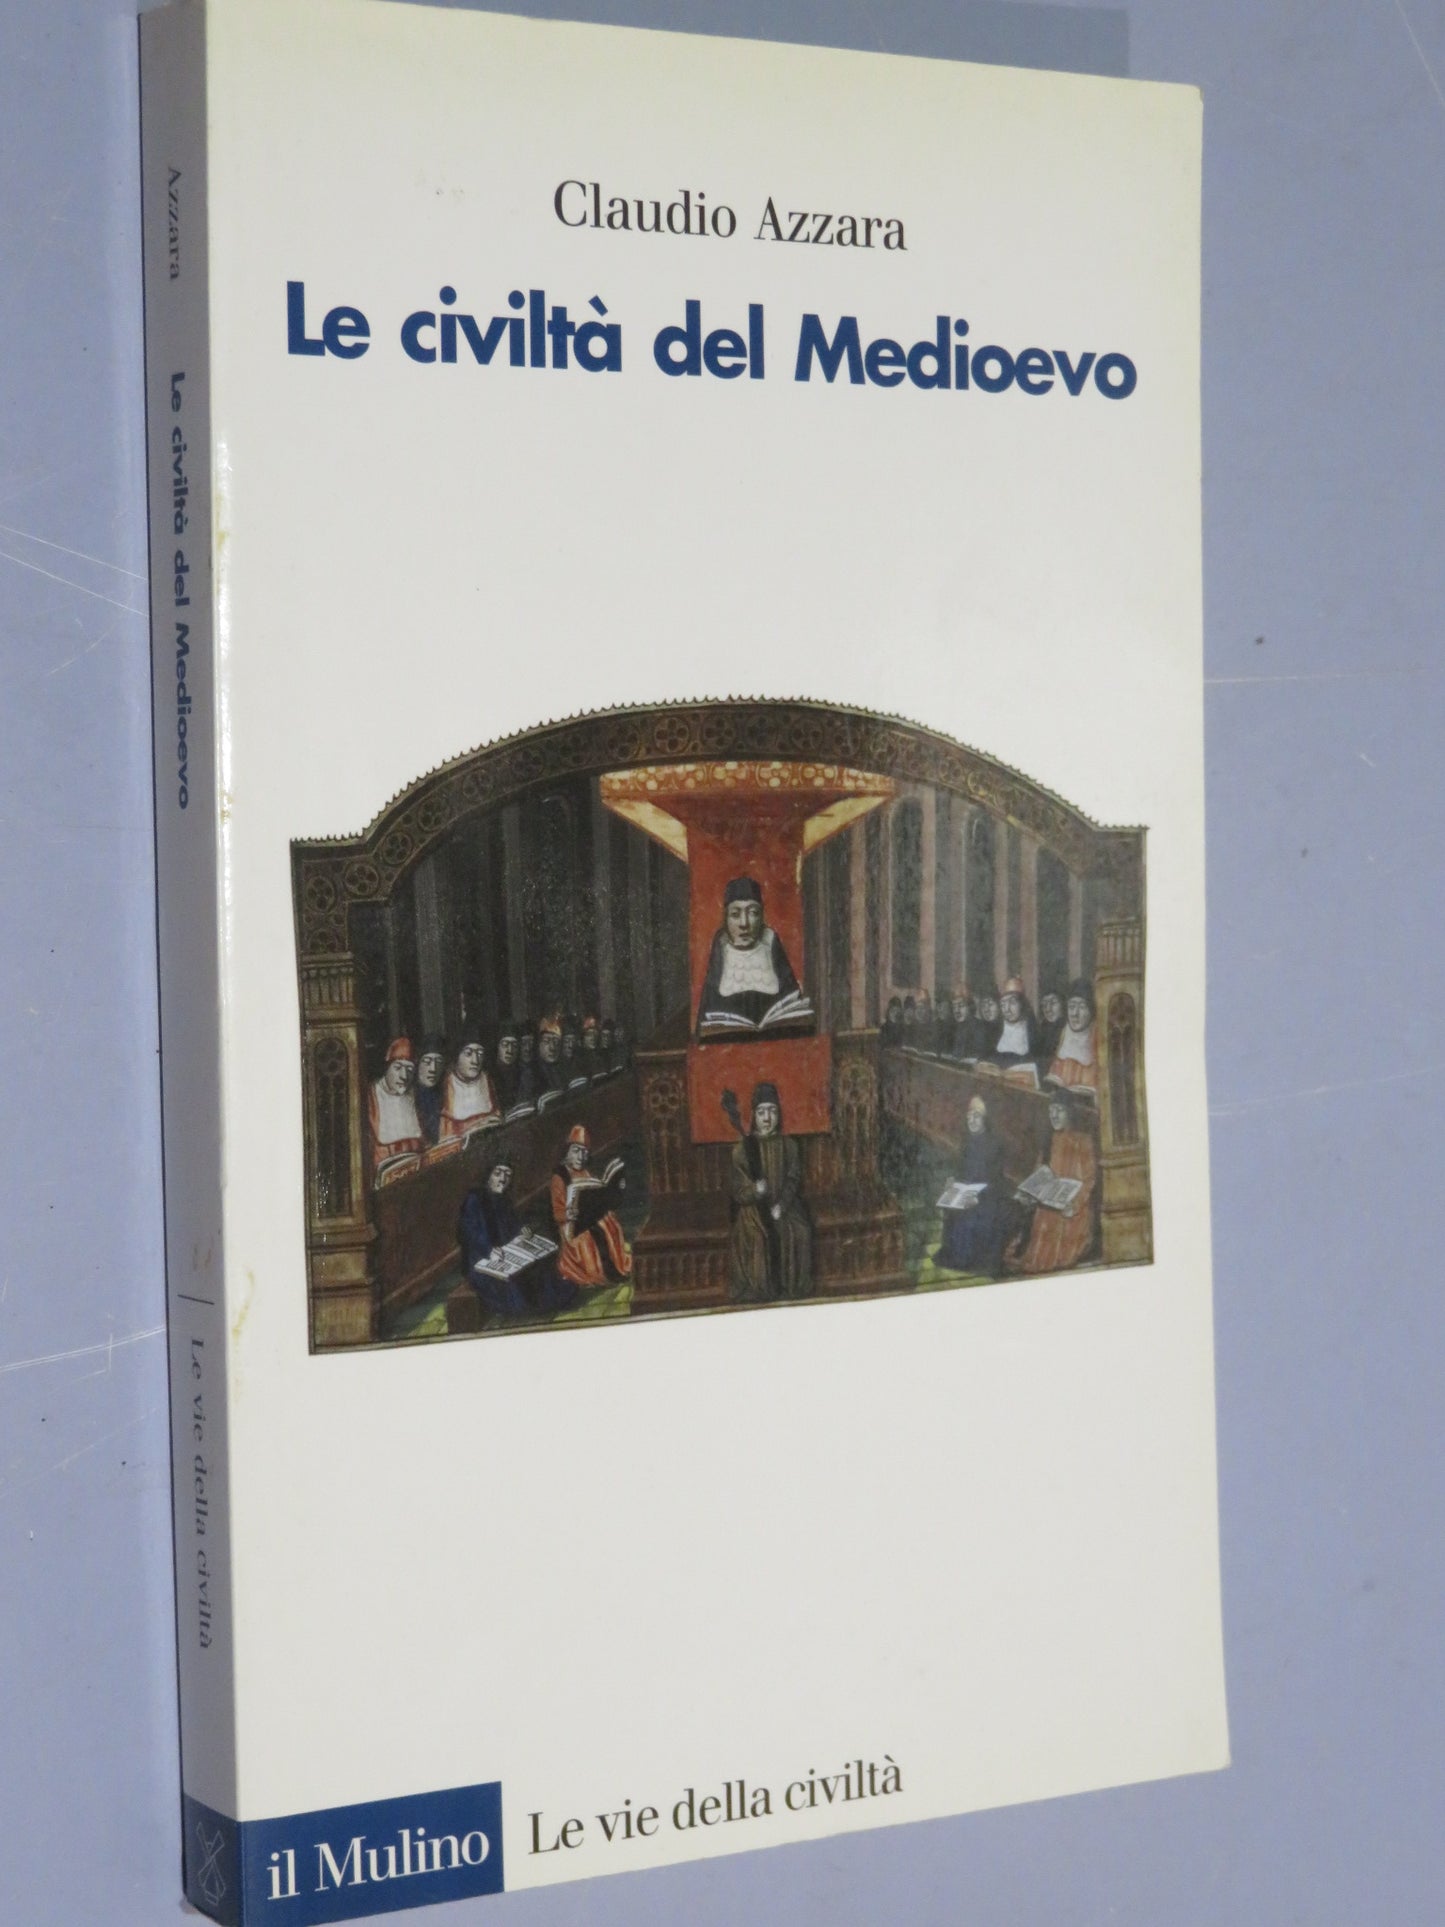 Claudio Azzara
Le civiltà del Medioevo
il Mulino
Le vie della civiltà
Azzara
Le civiltà del Medioevo
Le vie della civiltà